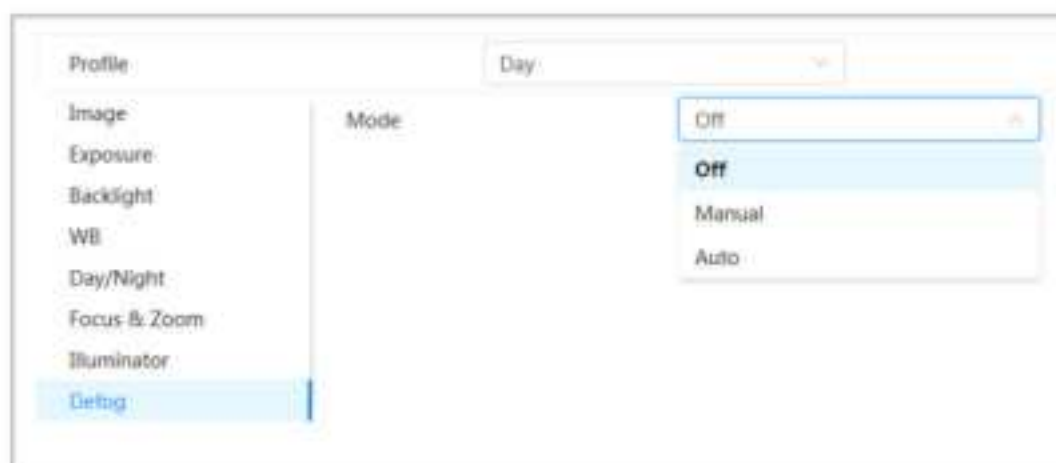 Profile Day
Image Mode Off
Exposure
Off
Backlight
Manual
WB
Auto
Day/Night
Focus & Zoom
Illuminator
Defog